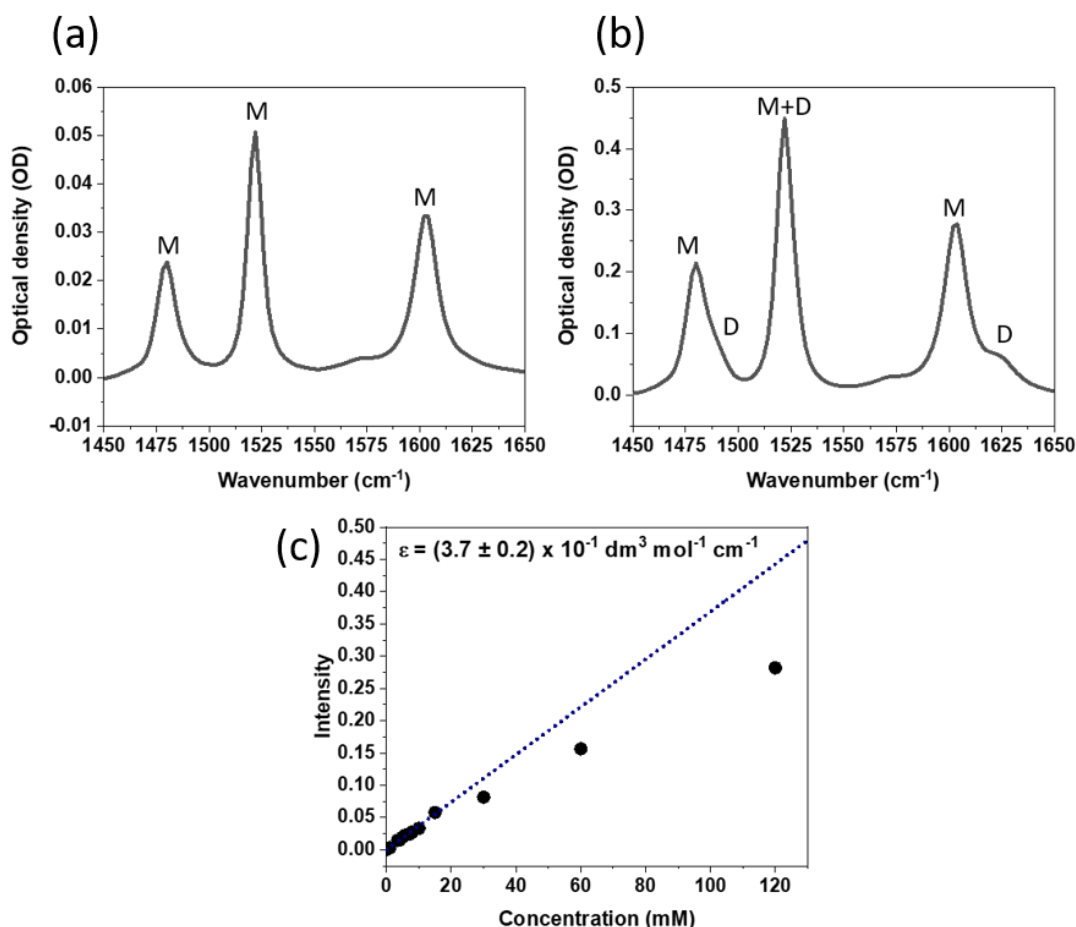 (a)
0.06
0.05
0.04
0.03
0.02
0.01
0.00
-0.01
Optical density (OD)
M
M
M
1450 1475 1500 1525 1550 1575 1600 1625 1650
Wavenumber (cm-1)
(b)
0.5
0.4
0.3
0.2
0.1
0.0
Optical density (OD)
M
D
M+D
M
D
1450 1475 1500 1525 1550 1575 1600 1625 1650
Wavenumber (cm-1)
(c)
ε = (3.7 ± 0.2) x 10-1 dm3 mol-1 cm-1
0.50
0.45
0.40
0.35
0.30
0.25
0.20
0.15
0.10
0.05
0.00
Intensity
0 20 40 60 80 100 120
Concentration (mM)